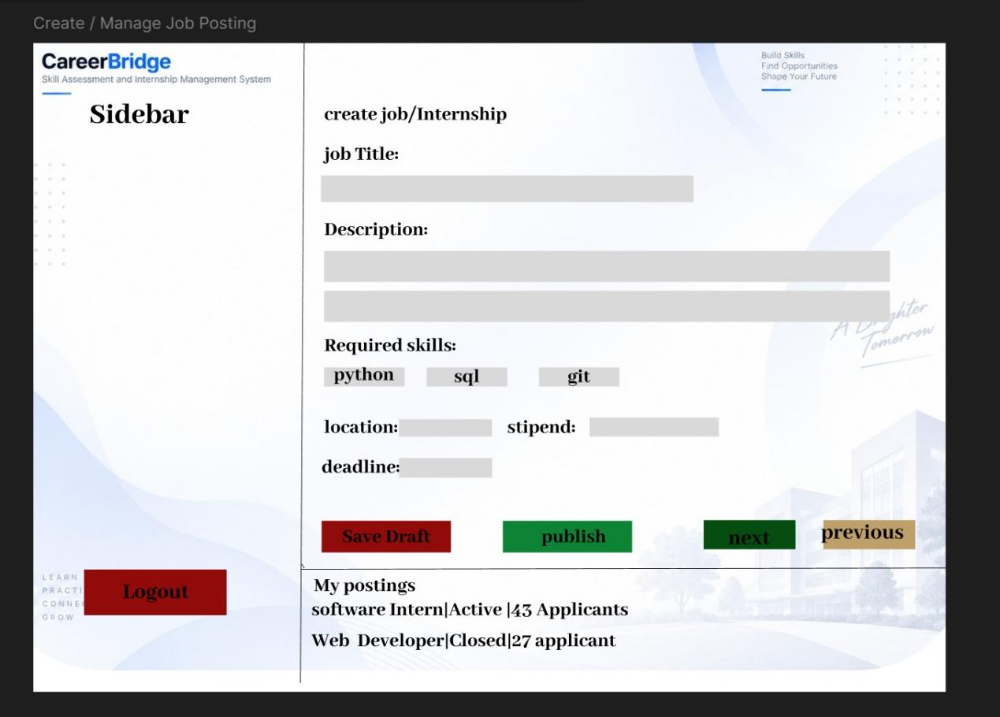 Create / Manage Job Posting
CareerBridge
Skill Assessment and Internship Management System
Build Skills
Find Opportunities
Shape Your Future
Sidebar
create job/Internship
job Title:
Description:
A Brighter
Tomorrow
Required skills:
python sql git
location: stipend:
deadline:
Save Draft publish next previous
LEARN
PRACTI
CONNE
GROW
Logout
My postings
software Intern|Active |43 Applicants
Web Developer|Closed|27 applicant